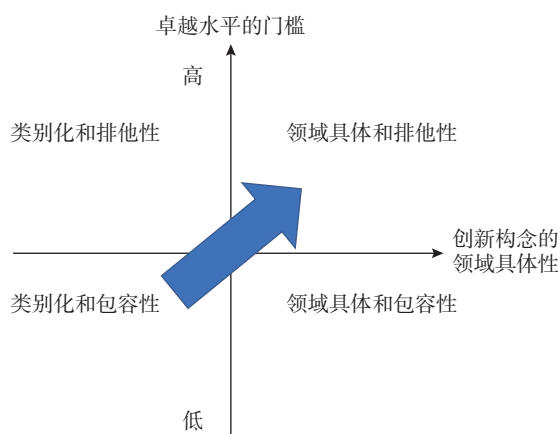 卓越水平的门槛
高
类别化和排他性
领域具体和排他性
创新构念的
领域具体性
类别化和包容性
领域具体和包容性
低